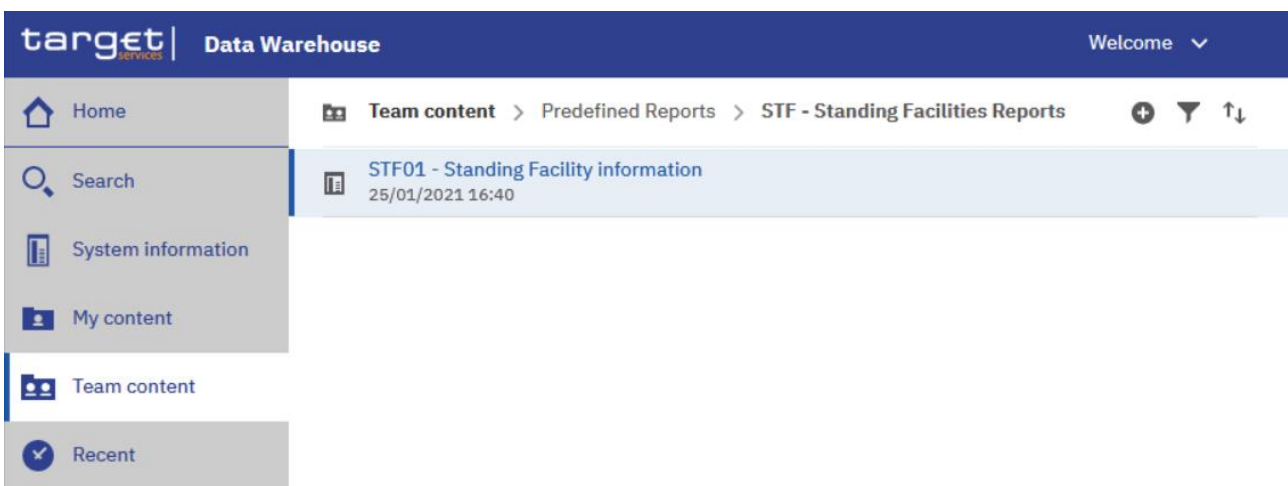 target services | Data Warehouse
Welcome
Home
Team content > Predefined Reports > STF - Standing Facilities Reports
Search
STF01 - Standing Facility information
25/01/2021 16:40
System information
My content
Team content
Recent